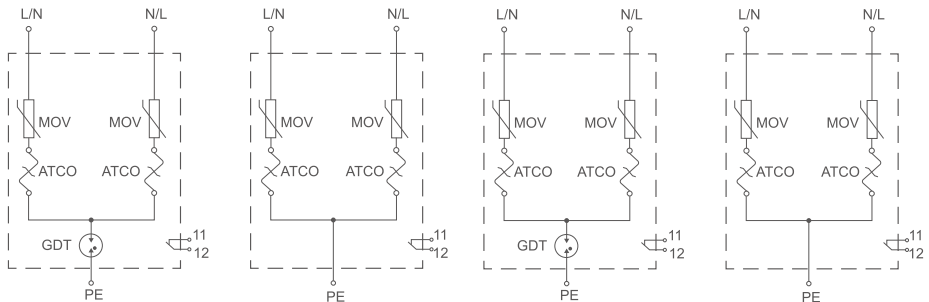 L/N N/L L/N N/L L/N N/L L/N N/L
MOV MOV MOV MOV MOV MOV MOV MOV
ATCO ATCO ATCO ATCO ATCO ATCO ATCO ATCO
11 11 11 11
GDT GDT
12 12 12 12
PE PE PE PE